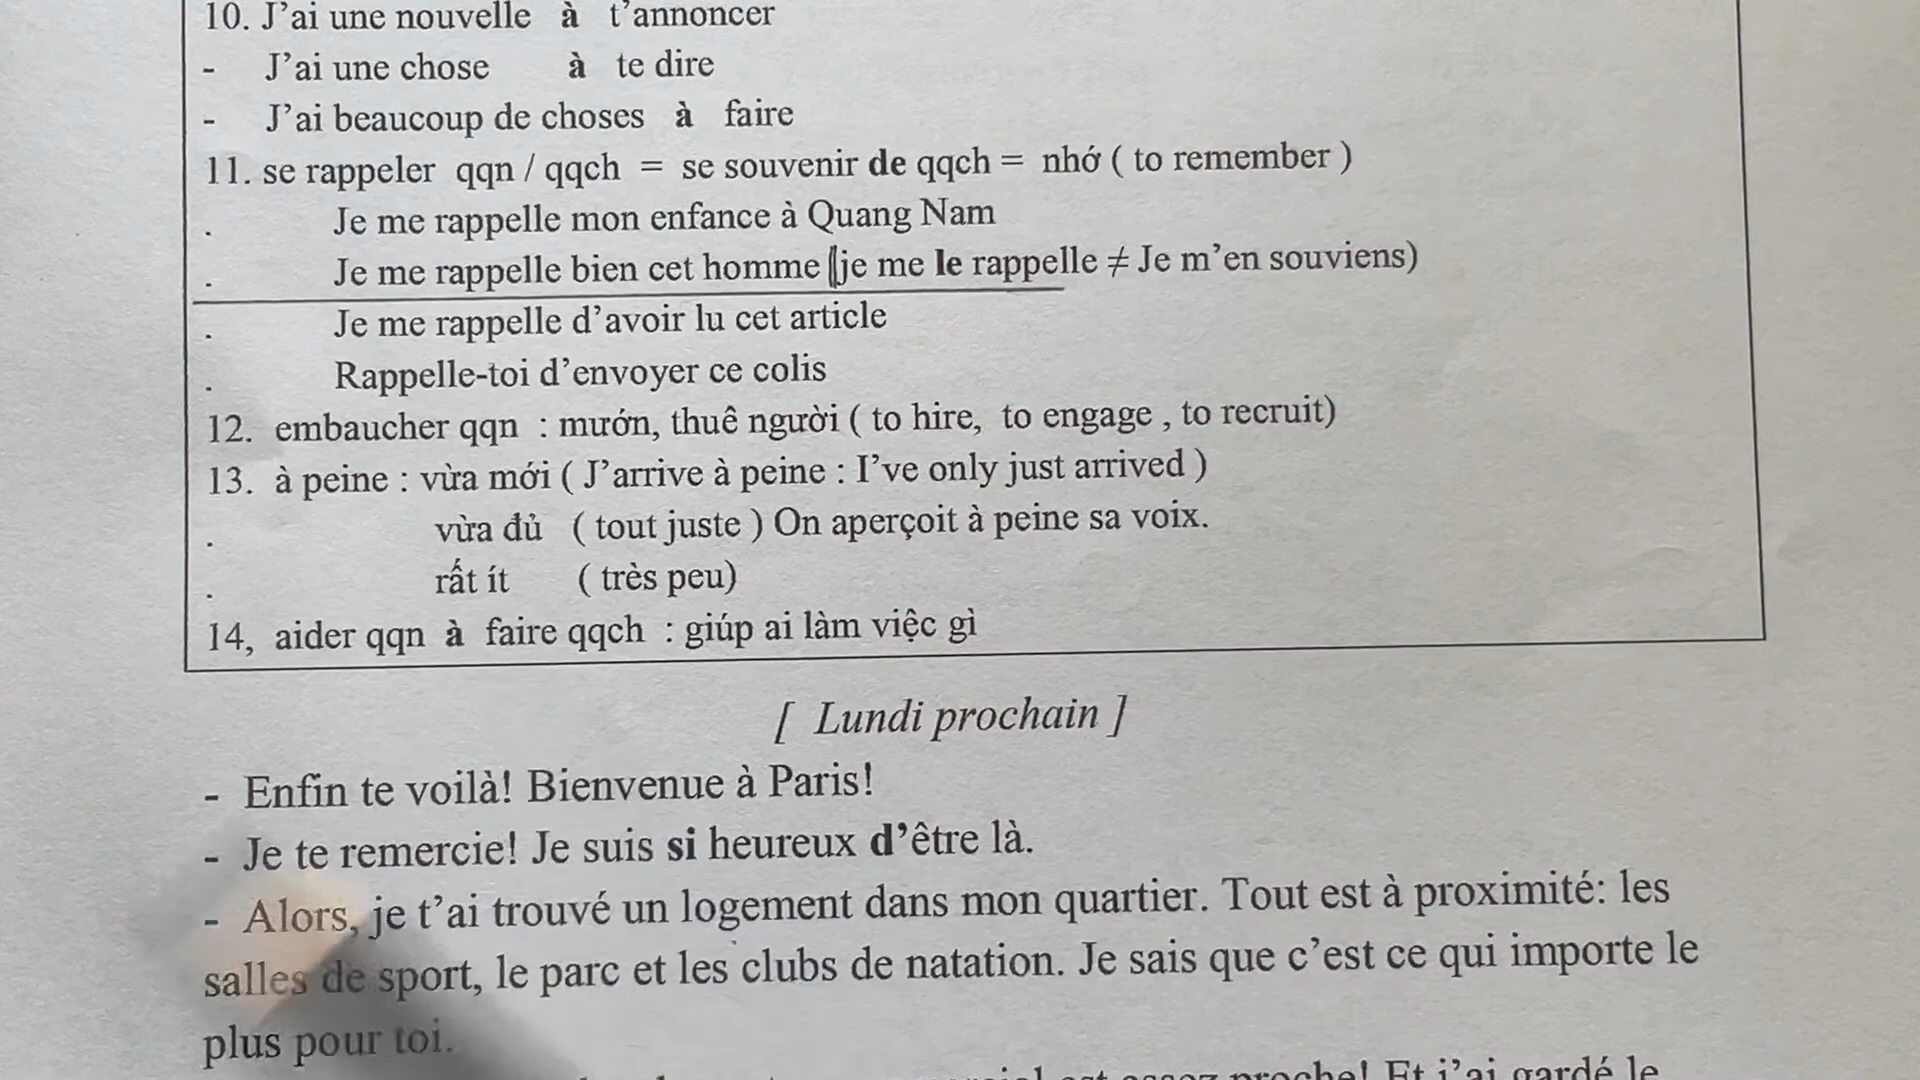 10. J'ai une nouvelle à t'annoncer
- J'ai une chose à te dire
- J'ai beaucoup de choses à faire
11. se rappeler qqn / qqch = se souvenir de qqch = nhớ ( to remember )
. Je me rappelle mon enfance à Quang Nam
. Je me rappelle bien cet homme (je me le rappelle ≠ Je m'en souviens)
. Je me rappelle d'avoir lu cet article
. Rappelle-toi d'envoyer ce colis
12. embaucher qqn : mướn, thuê người ( to hire, to engage , to recruit)
13. à peine : vừa mới ( J'arrive à peine : I've only just arrived )
. vừa đủ ( tout juste ) On aperçoit à peine sa voix.
. rất ít ( très peu)
14, aider qqn à faire qqch : giúp ai làm việc gì
[ Lundi prochain ]
- Enfin te voilà! Bienvenue à Paris!
- Je te remercie! Je suis si heureux d'être là.
- Alors, je t'ai trouvé un logement dans mon quartier. Tout est à proximité: les
salles de sport, le parc et les clubs de natation. Je sais que c'est ce qui importe le
plus pour toi.
est assez proche! Et j'ai gardé le